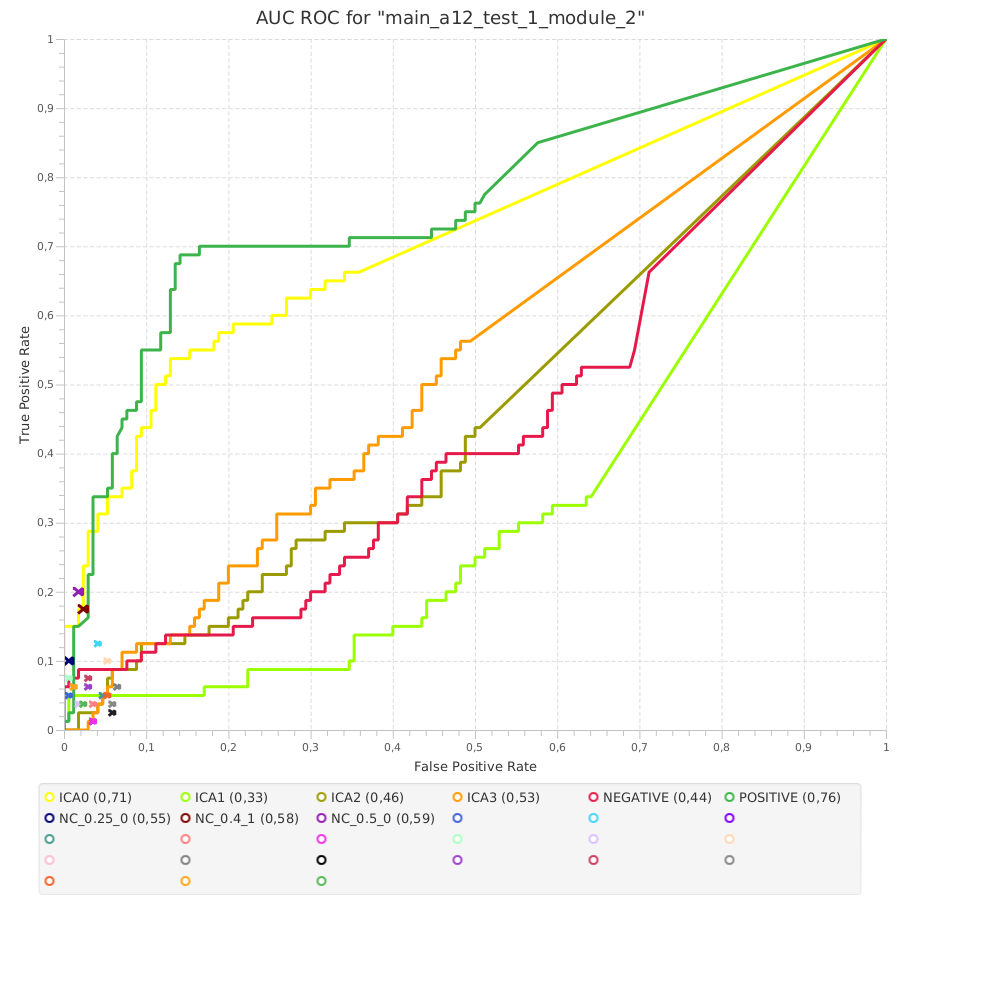 AUC ROC for "main_a12_test_1_module_2"
1
0,9
0,8
0,7
0,6
0,5
0,4
0,3
0,2
0,1
0
True Positive Rate
0 0,1 0,2 0,3 0,4 0,5 0,6 0,7 0,8 0,9 1
False Positive Rate
ICA0 (0,71) ICA1 (0,33) ICA2 (0,46) ICA3 (0,53) NEGATIVE (0,44) POSITIVE (0,76)
NC_0.25_0 (0,55) NC_0.4_1 (0,58) NC_0.5_0 (0,59)